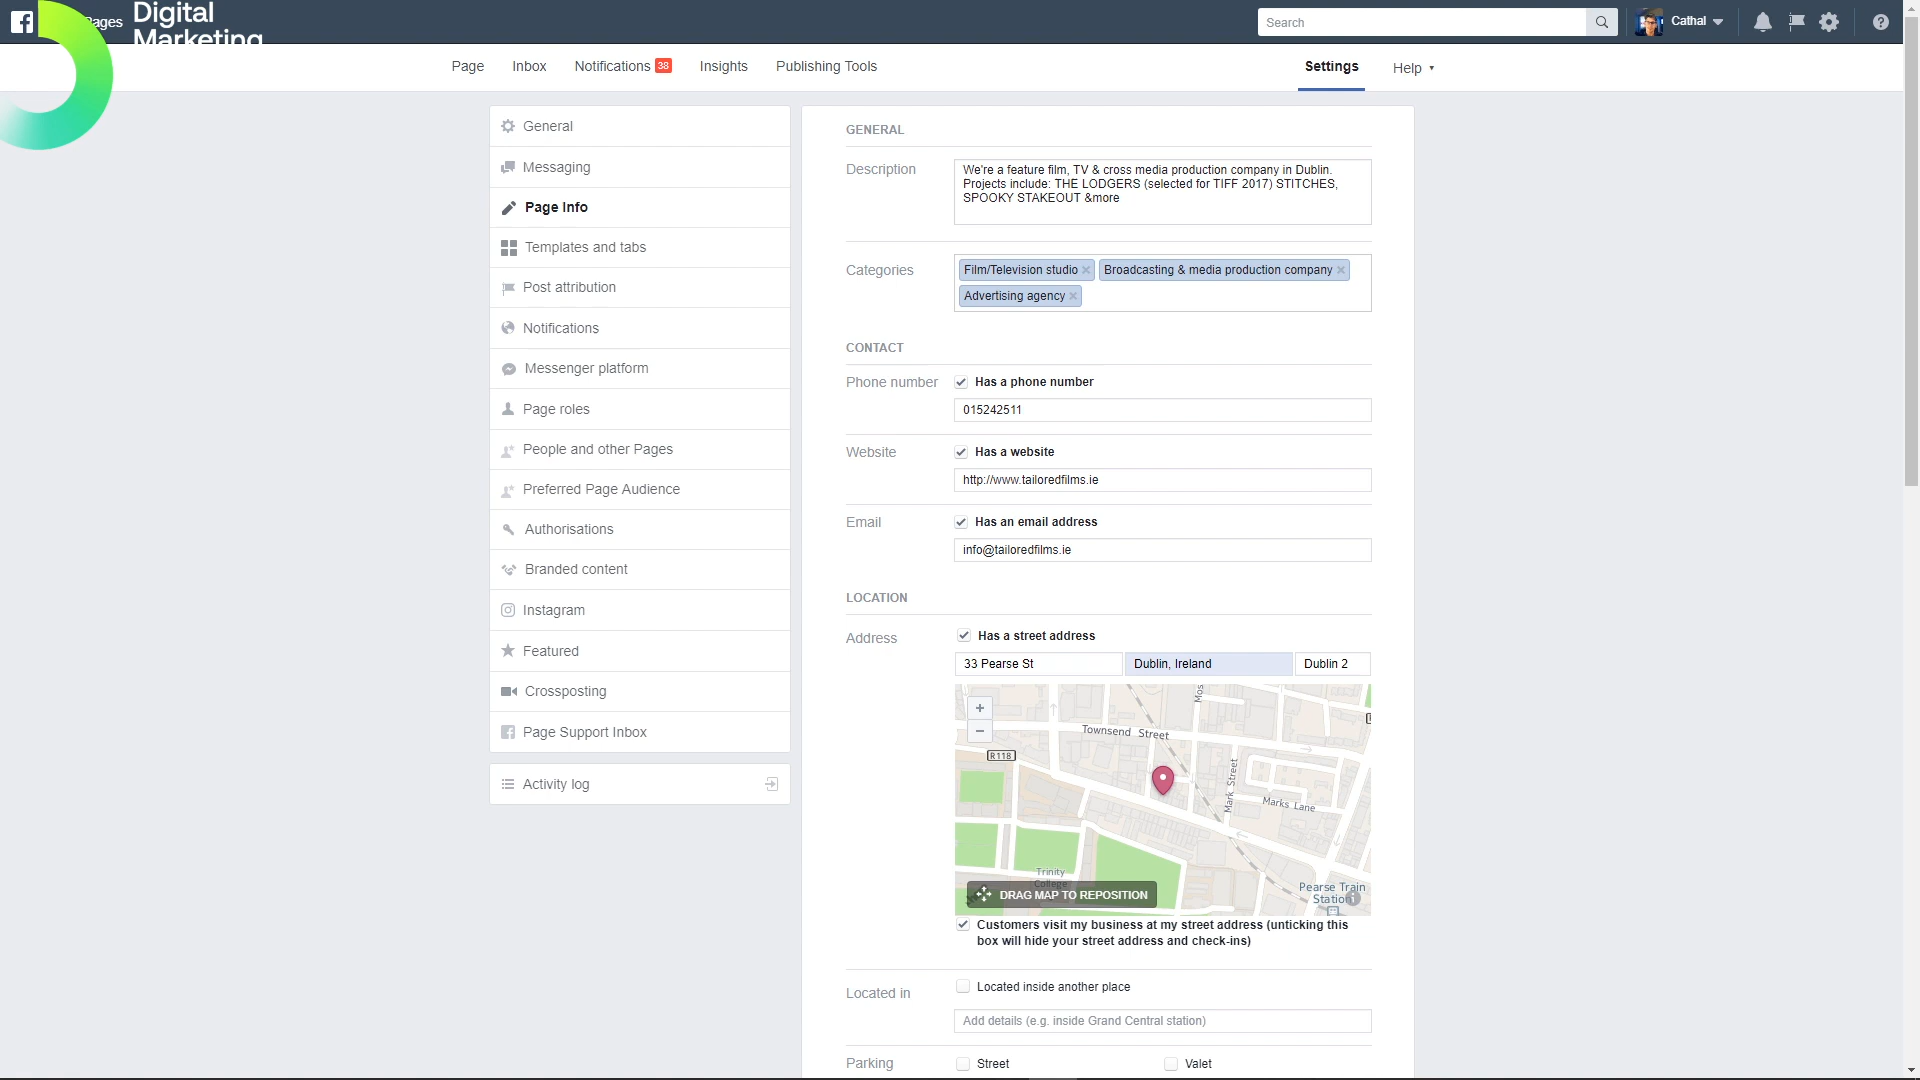 Pages
Digital
Marketing
Search
Cathal
Page
Inbox
Notifications 38
Insights
Publishing Tools
Settings
Help
General
Messaging
Page Info
Templates and tabs
Post attribution
Notifications
Messenger platform
Page roles
People and other Pages
Preferred Page Audience
Authorisations
Branded content
Instagram
Featured
Crossposting
Page Support Inbox
Activity log
GENERAL
Description
We're a feature film, TV & cross media production company in Dublin.
Projects include: THE LODGERS (selected for TIFF 2017) STITCHES,
SPOOKY STAKEOUT &more
Categories
Film/Television studio
Broadcasting & media production company
Advertising agency
CONTACT
Phone number
Has a phone number
015242511
Website
Has a website
http://www.tailoredfilms.ie
Email
Has an email address
info@tailoredfilms.ie
LOCATION
Address
Has a street address
33 Pearse St
Dublin, Ireland
Dublin 2
Mos
Townsend Street
R118
Mark Street
Marks Lane
Trinity
College
Pearse Train
Station
DRAG MAP TO REPOSITION
Customers visit my business at my street address (unticking this
box will hide your street address and check-ins)
Located in
Located inside another place
Add details (e.g. inside Grand Central station)
Parking
Street
Valet